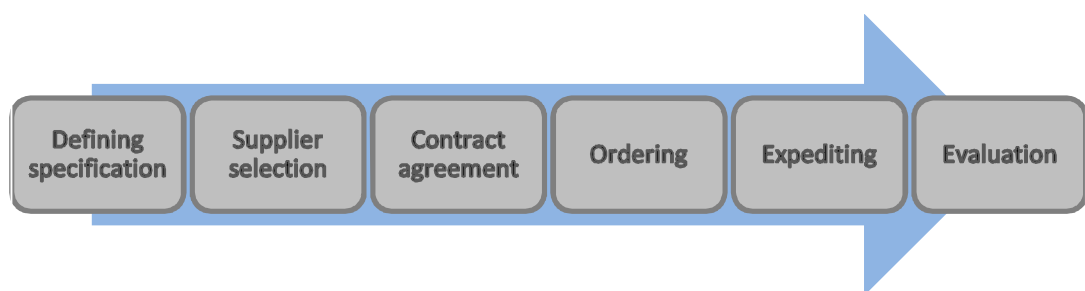 Defining
specification
Supplier
selection
Contract
agreement
Ordering
Expediting
Evaluation